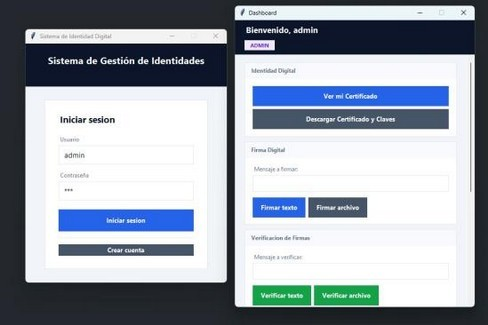 Sistema de Identidad Digital
Sistema de Gestión de Identidades
Iniciar sesion
Usuario
admin
Contraseña
***
Iniciar sesion
Crear cuenta
Dashboard
Bienvenido, admin
ADMIN
Identidad Digital
Ver mi Certificado
Descargar Certificado y Claves
Firma Digital
Mensaje a firmar:
Firmar texto
Firmar archivo
Verificacion de Firmas
Mensaje a verificar:
Verificar texto
Verificar archivo